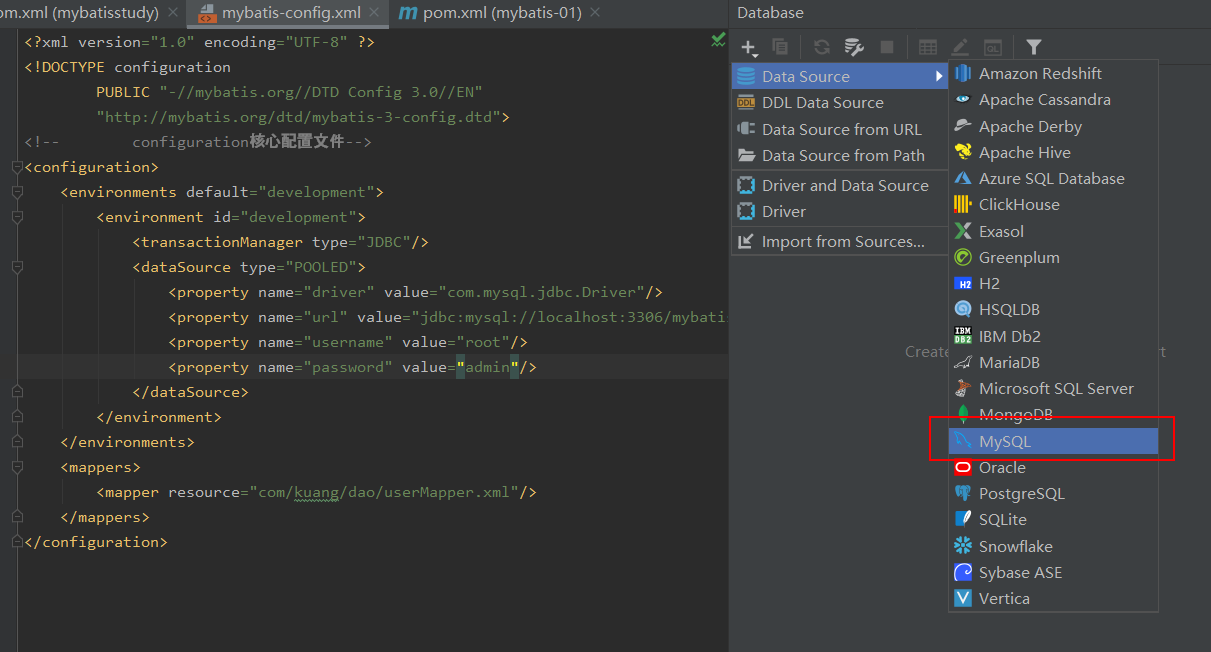 om.xml (mybatisstudy) mybatis-config.xml pom.xml (mybatis-01)
<?xml version="1.0" encoding="UTF-8" ?>
<!DOCTYPE configuration
PUBLIC "-//mybatis.org//DTD Config 3.0//EN"
"http://mybatis.org/dtd/mybatis-3-config.dtd">
<!-- configuration核心配置文件-->
<configuration>
<environments default="development">
<environment id="development">
<transactionManager type="JDBC"/>
<dataSource type="POOLED">
<property name="driver" value="com.mysql.jdbc.Driver"/>
<property name="url" value="jdbc:mysql://localhost:3306/mybatis
<property name="username" value="root"/>
<property name="password" value="admin"/>
</dataSource>
</environment>
</environments>
<mappers>
<mapper resource="com/kuang/dao/userMapper.xml"/>
</mappers>
</configuration>
Database
Data Source
DDL
DDL Data Source
Data Source from URL
Data Source from Path
Driver and Data Source
Driver
Import from Sources...
Create
t
Amazon Redshift
Apache Cassandra
Apache Derby
Apache Hive
Azure SQL Database
ClickHouse
Exasol
Greenplum
H2 H2
HSQLDB
IBM DB2 IBM Db2
MariaDB
Microsoft SQL Server
MongoDB
MySQL
Oracle
PostgreSQL
SQLite
Snowflake
Sybase ASE
Vertica